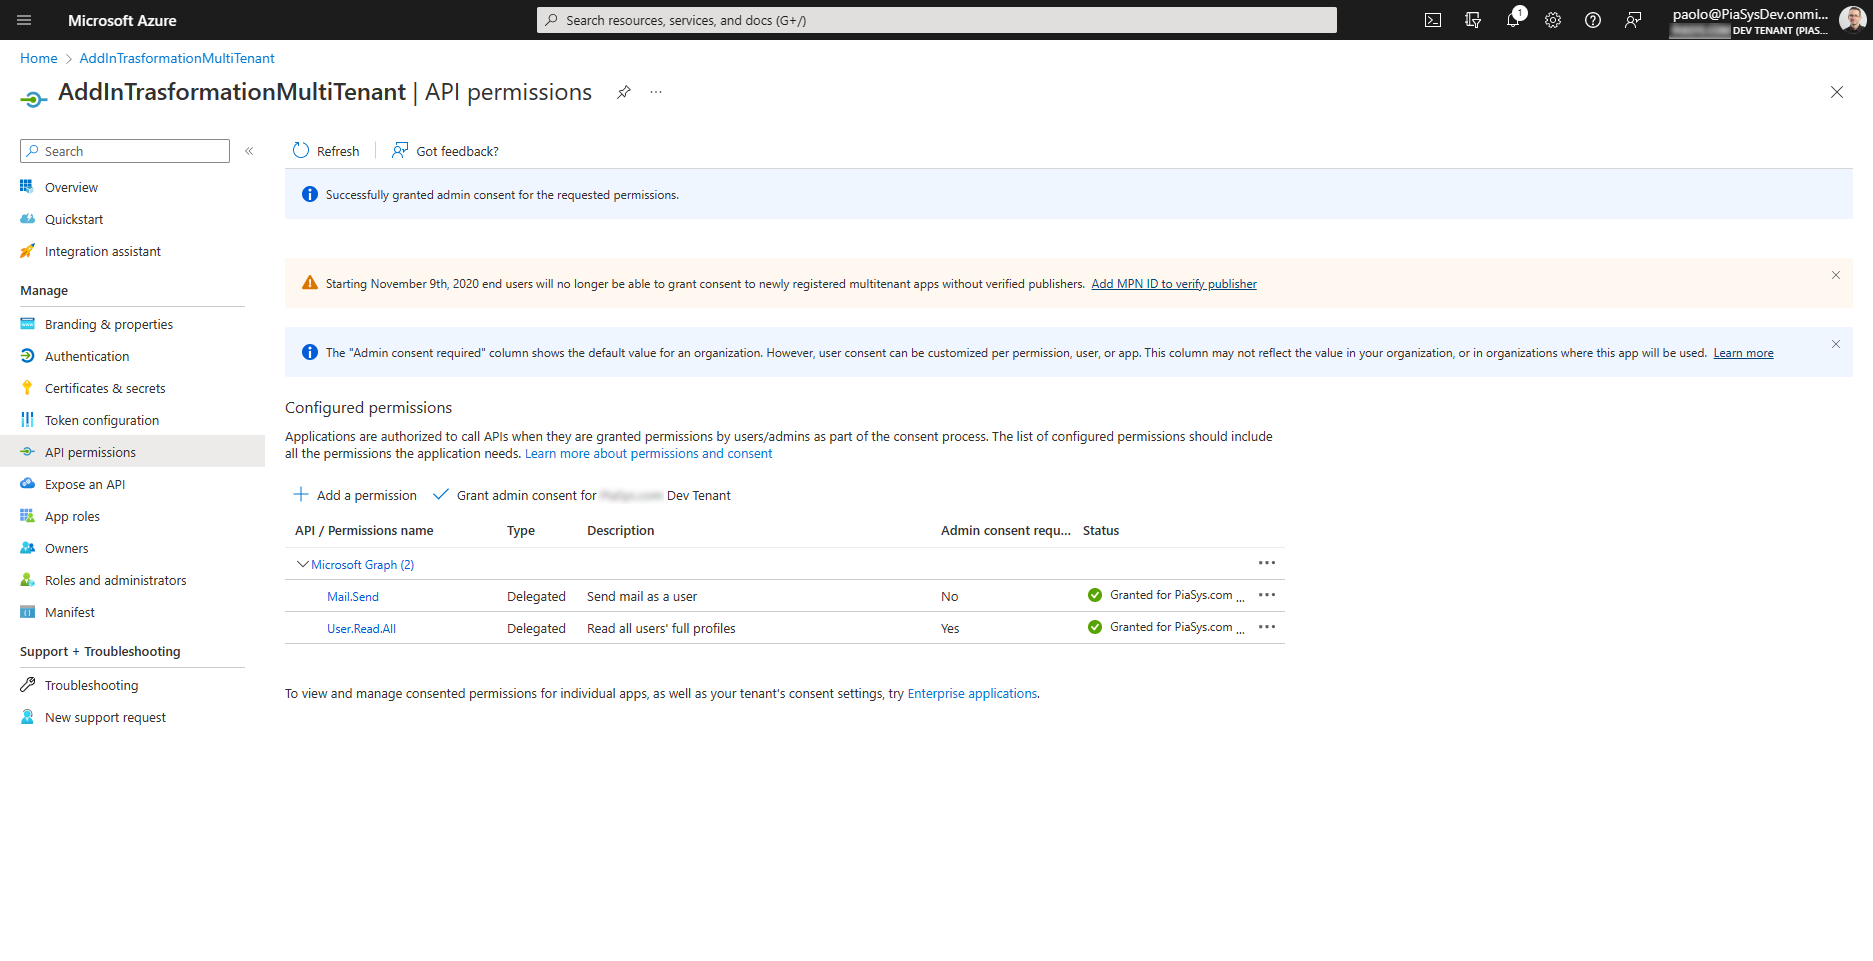 Microsoft Azure
Search resources, services, and docs (G+/)
1
paolo@PiaSysDev.onmi...
DEV TENANT (PIAS...
Home > AddInTrasformationMultiTenant
AddInTrasformationMultiTenant | API permissions
Search
Refresh
Got feedback?
Overview
Quickstart
Integration assistant
Manage
Branding & properties
Authentication
Certificates & secrets
Token configuration
API permissions
Expose an API
App roles
Owners
Roles and administrators
Manifest
Support + Troubleshooting
Troubleshooting
New support request
Successfully granted admin consent for the requested permissions.
Starting November 9th, 2020 end users will no longer be able to grant consent to newly registered multitenant apps without verified publishers. Add MPN ID to verify publisher
The "Admin consent required" column shows the default value for an organization. However, user consent can be customized per permission, user, or app. This column may not reflect the value in your organization, or in organizations where this app will be used. Learn more
Configured permissions
Applications are authorized to call APIs when they are granted permissions by users/admins as part of the consent process. The list of configured permissions should include
all the permissions the application needs. Learn more about permissions and consent
Add a permission
Grant admin consent for Dev Tenant
API / Permissions name Type Description Admin consent requ... Status
Microsoft Graph (2)
Mail.Send Delegated Send mail as a user No Granted for PiaSys.com ...
User.Read.All Delegated Read all users' full profiles Yes Granted for PiaSys.com ...
To view and manage consented permissions for individual apps, as well as your tenant's consent settings, try Enterprise applications.